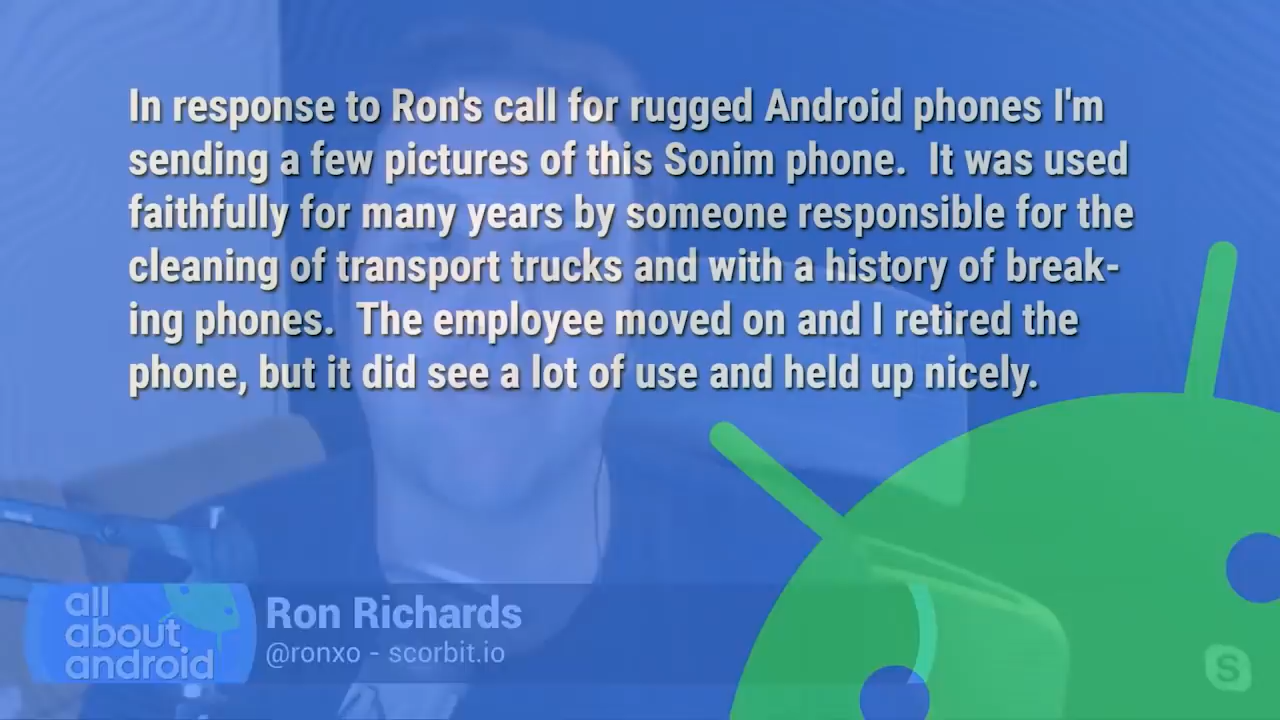 In response to Ron's call for rugged Android phones I'm
sending a few pictures of this Sonim phone. It was used
faithfully for many years by someone responsible for the
cleaning of transport trucks and with a history of break-
ing phones. The employee moved on and I retired the
phone, but it did see a lot of use and held up nicely.
all
about
android
Ron Richards
@ronxo - scorbit.io